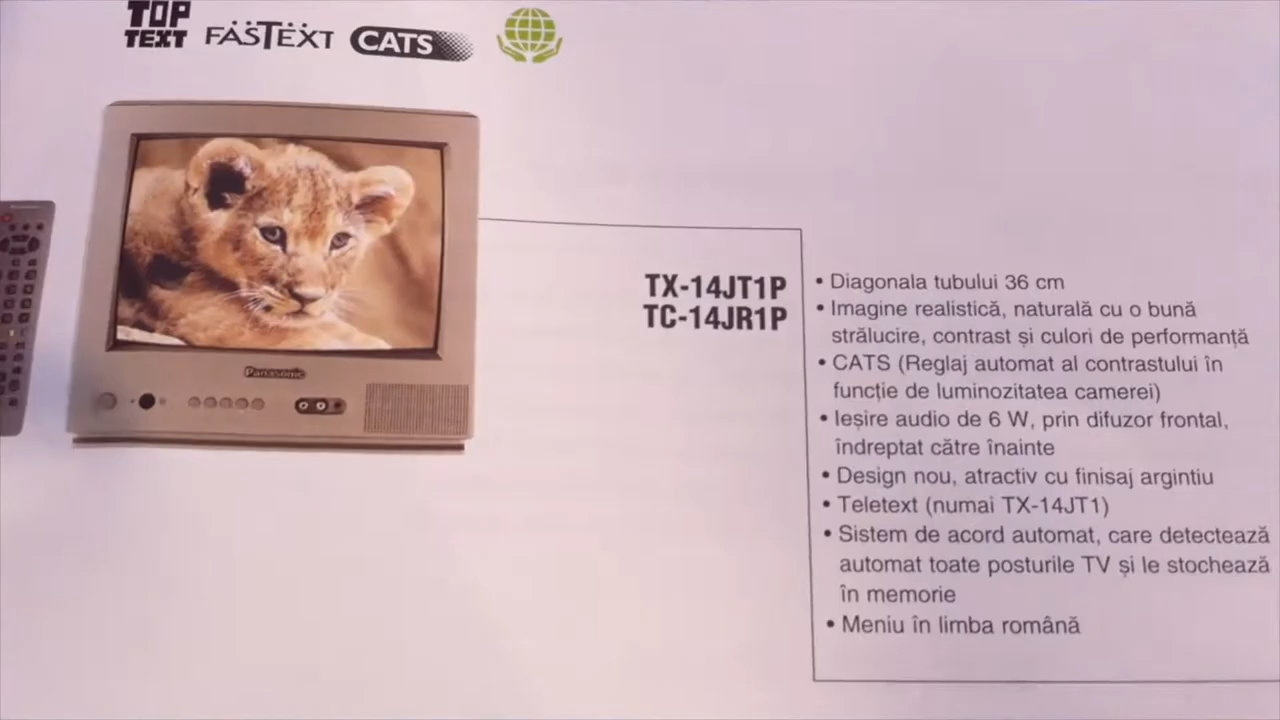 TOP
TEXT
FASTEXT
CATS
Panasonic
TX-14JT1P
TC-14JR1P
• Diagonala tubului 36 cm
• Imagine realistică, naturală cu o bună
strălucire, contrast și culori de performanță
• CATS (Reglaj automat al contrastului în
funcție de luminozitatea camerei)
• Ieșire audio de 6 W, prin difuzor frontal,
îndreptat către înainte
• Design nou, atractiv cu finisaj argintiu
• Teletext (numai TX-14JT1)
• Sistem de acord automat, care detectează
automat toate posturile TV și le stochează
în memorie
• Meniu în limba română